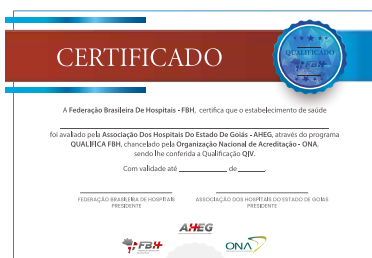 CERTIFICADO
QUALIFICADO
FBH
A Federação Brasileira De Hospitais - FBH, certifica que o estabelecimento de saúde
foi avaliado pela Associação Dos Hospitais Do Estado De Goiás - AHEG, através do programa
QUALIFICA FBH, chancelado pela Organização Nacional de Acreditação - ONA,
sendo lhe conferida a Qualificação QIV.
Com validade até ____________ de ______.
FEDERAÇÃO BRASILEIRA DE HOSPITAIS
PRESIDENTE
ASSOCIAÇÃO DOS HOSPITAIS DO ESTADO DE GOIÁS
PRESIDENTE
AHEG
FBH
ONA